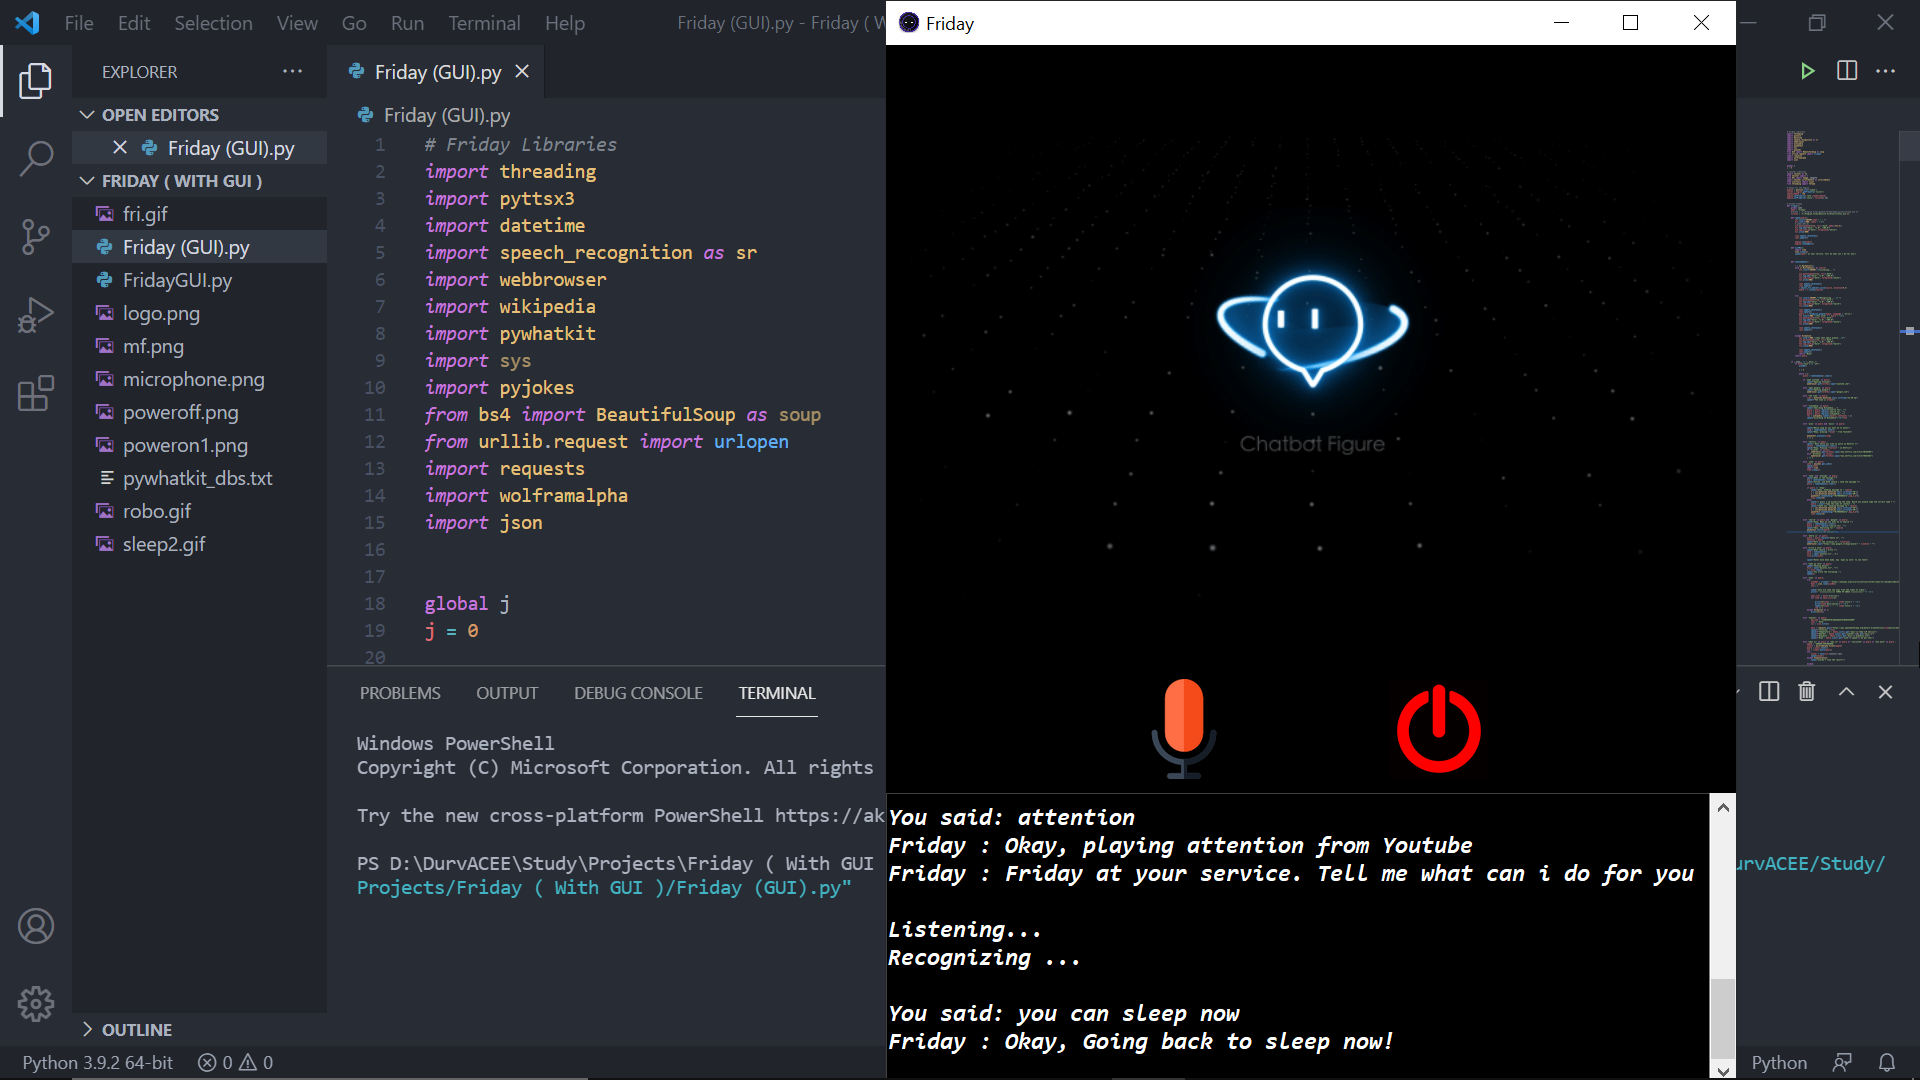 File Edit Selection View Go Run Terminal Help
Friday (GUI).py - Friday ( W
Friday
EXPLORER
Friday (GUI).py
OPEN EDITORS
Friday (GUI).py
Friday (GUI).py
FRIDAY ( WITH GUI )
fri.gif
Friday (GUI).py
FridayGUI.py
logo.png
mf.png
microphone.png
poweroff.png
poweron1.png
pywhatkit_dbs.txt
robo.gif
sleep2.gif
OUTLINE
1 # Friday Libraries
2 import threading
3 import pyttsx3
4 import datetime
5 import speech_recognition as sr
6 import webbrowser
7 import wikipedia
8 import pywhatkit
9 import sys
10 import pyjokes
11 from bs4 import BeautifulSoup as soup
12 from urllib.request import urlopen
13 import requests
14 import wolframalpha
15 import json
16
17
18 global j
19 j = 0
20
PROBLEMS OUTPUT DEBUG CONSOLE TERMINAL
Windows PowerShell
Copyright (C) Microsoft Corporation. All rights
Try the new cross-platform PowerShell https://ak
PS D:\DurvACEE\Study\Projects\Friday ( With GUI
urvACEE/Study/
Projects/Friday ( With GUI )/Friday (GUI).py"
Chatbot Figure
You said: attention
Friday : Okay, playing attention from Youtube
Friday : Friday at your service. Tell me what can i do for you
Listening...
Recognizing ...
You said: you can sleep now
Friday : Okay, Going back to sleep now!
Python 3.9.2 64-bit 0 0
Python